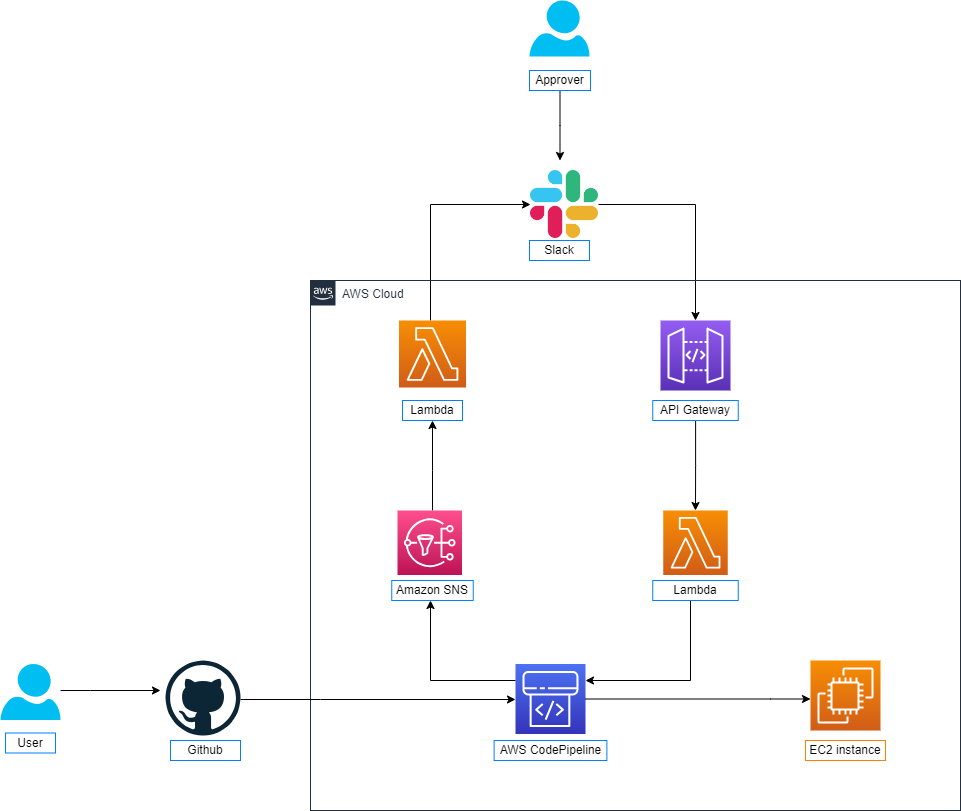 Approver
Slack
aws
AWS Cloud
Lambda
API Gateway
Amazon SNS
Lambda
User
Github
</>
AWS CodePipeline
EC2 instance